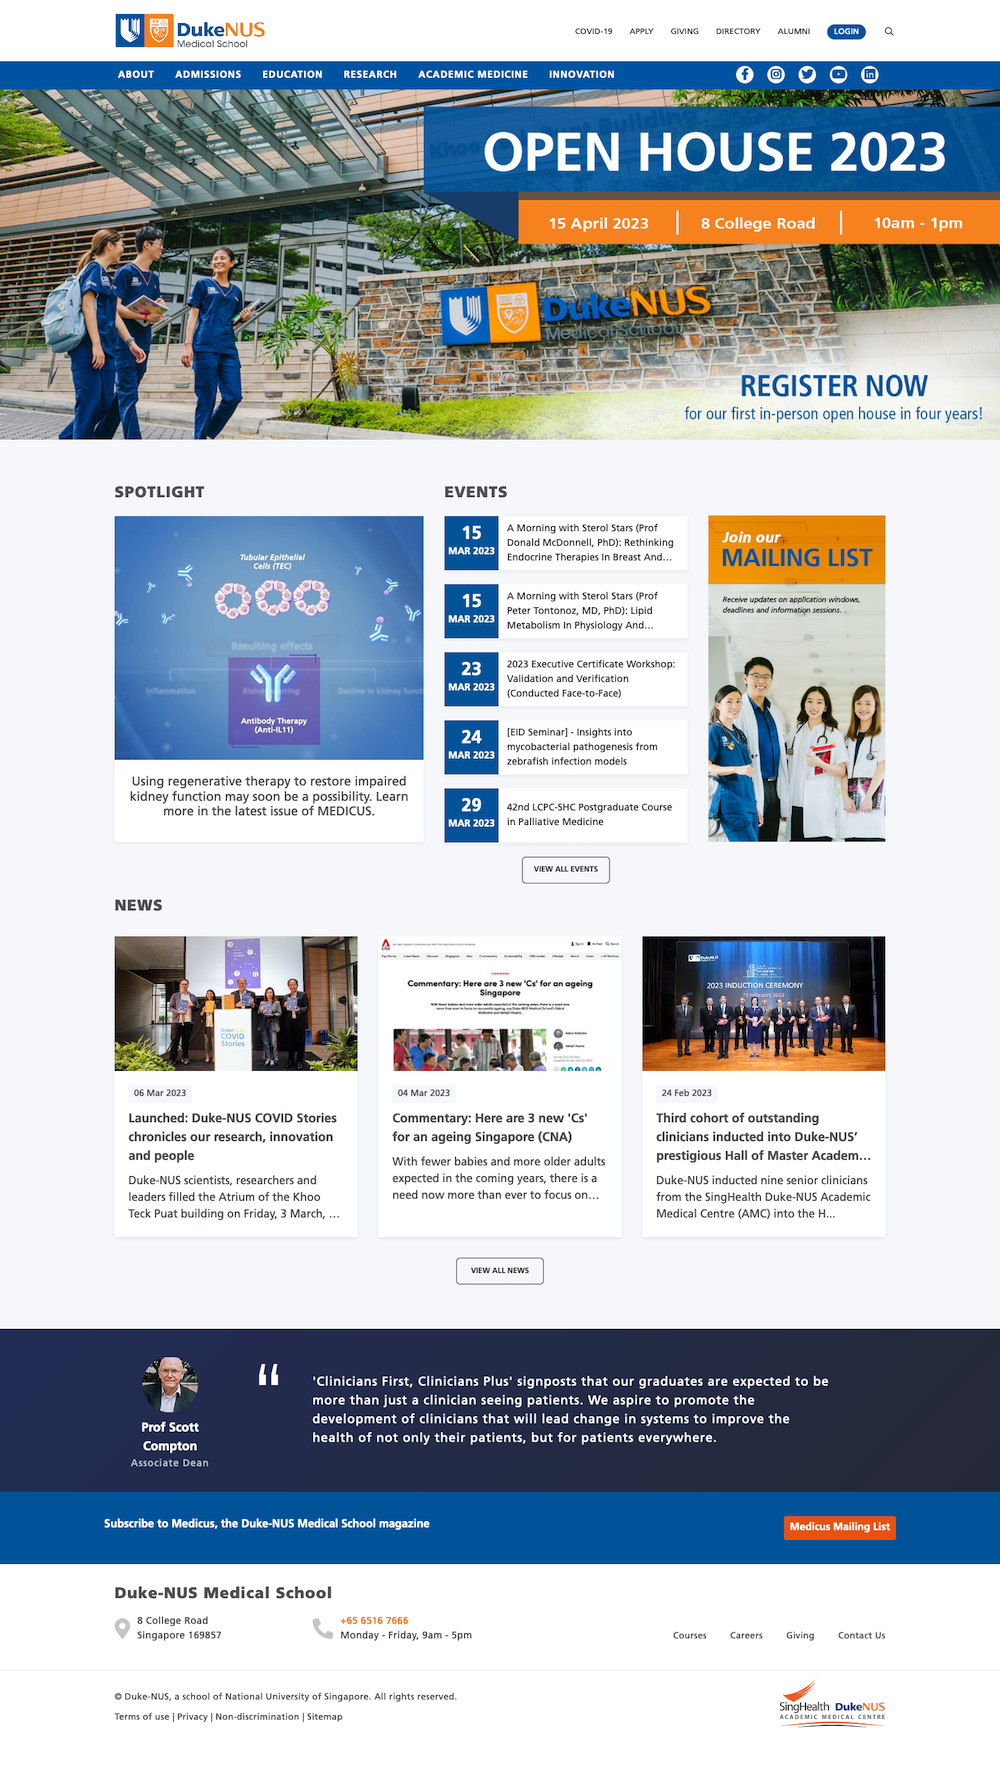 DukeNUS
Medical School
COVID-19 APPLY GIVING DIRECTORY ALUMNI LOGIN
ABOUT ADMISSIONS EDUCATION RESEARCH ACADEMIC MEDICINE INNOVATION
OPEN HOUSE 2023
15 April 2023 | 8 College Road | 10am - 1pm
DukeNUS
Medical School
REGISTER NOW
for our first in-person open house in four years!
SPOTLIGHT
Tubular Epithelial
Cells (TEC)
Resulting effects
Inflammation
Decline in kidney funct
Antibody Therapy
(Anti-IL11)
Using regenerative therapy to restore impaired
kidney function may soon be a possibility. Learn
more in the latest issue of MEDICUS.
EVENTS
15
MAR 2023
A Morning with Sterol Stars (Prof
Donald McDonnell, PhD): Rethinking
Endocrine Therapies In Breast And...
15
MAR 2023
A Morning with Sterol Stars (Prof
Peter Tontonoz, MD, PhD): Lipid
Metabolism In Physiology And...
23
MAR 2023
2023 Executive Certificate Workshop:
Validation and Verification
(Conducted Face-to-Face)
24
MAR 2023
[EID Seminar] - Insights into
mycobacterial pathogenesis from
zebrafish infection models
29
MAR 2023
42nd LCPC-SHC Postgraduate Course
in Palliative Medicine
VIEW ALL EVENTS
Join our
MAILING LIST
Receive updates on application windows,
deadlines and information sessions.
NEWS
Duke-NUS
COVID
Stories
06 Mar 2023
Launched: Duke-NUS COVID Stories
chronicles our research, innovation
and people
Duke-NUS scientists, researchers and
leaders filled the Atrium of the Khoo
Teck Puat building on Friday, 3 March, ...
Commentary
Commentary: Here are 3 new 'Cs' for an ageing
Singapore
04 Mar 2023
Commentary: Here are 3 new 'Cs'
for an ageing Singapore (CNA)
With fewer babies and more older adults
expected in the coming years, there is a
need now more than ever to focus on...
DukeNUS
2023 INDUCTION CEREMONY
24 Feb 2023
Third cohort of outstanding
clinicians inducted into Duke-NUS’
prestigious Hall of Master Academ...
Duke-NUS inducted nine senior clinicians
from the SingHealth Duke-NUS Academic
Medical Centre (AMC) into the H...
VIEW ALL NEWS
Prof Scott
Compton
Associate Dean
“
'Clinicians First, Clinicians Plus' signposts that our graduates are expected to be
more than just a clinician seeing patients. We aspire to promote the
development of clinicians that will lead change in systems to improve the
health of not only their patients, but for patients everywhere.
Subscribe to Medicus, the Duke-NUS Medical School magazine
Medicus Mailing List
Duke-NUS Medical School
8 College Road
Singapore 169857
+65 6516 7666
Monday - Friday, 9am - 5pm
Courses Careers Giving Contact Us
© Duke-NUS, a school of National University of Singapore. All rights reserved.
Terms of use | Privacy | Non-discrimination | Sitemap
SingHealth DukeNUS
ACADEMIC MEDICAL CENTRE